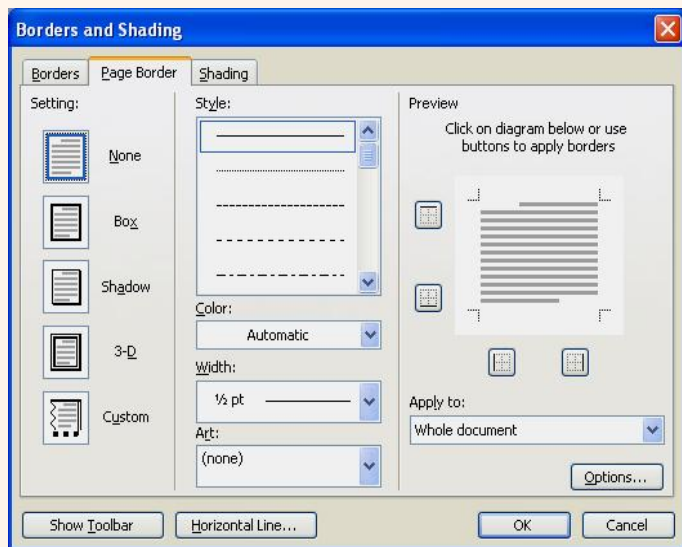 Borders and Shading
Borders
Page Border
Shading
Setting:
None
Box
Shadow
3-D
Custom
Style:
Color:
Automatic
Width:
½ pt
Art:
(none)
Preview
Click on diagram below or use
buttons to apply borders
Apply to:
Whole document
Options...
Show Toolbar
Horizontal Line...
OK
Cancel